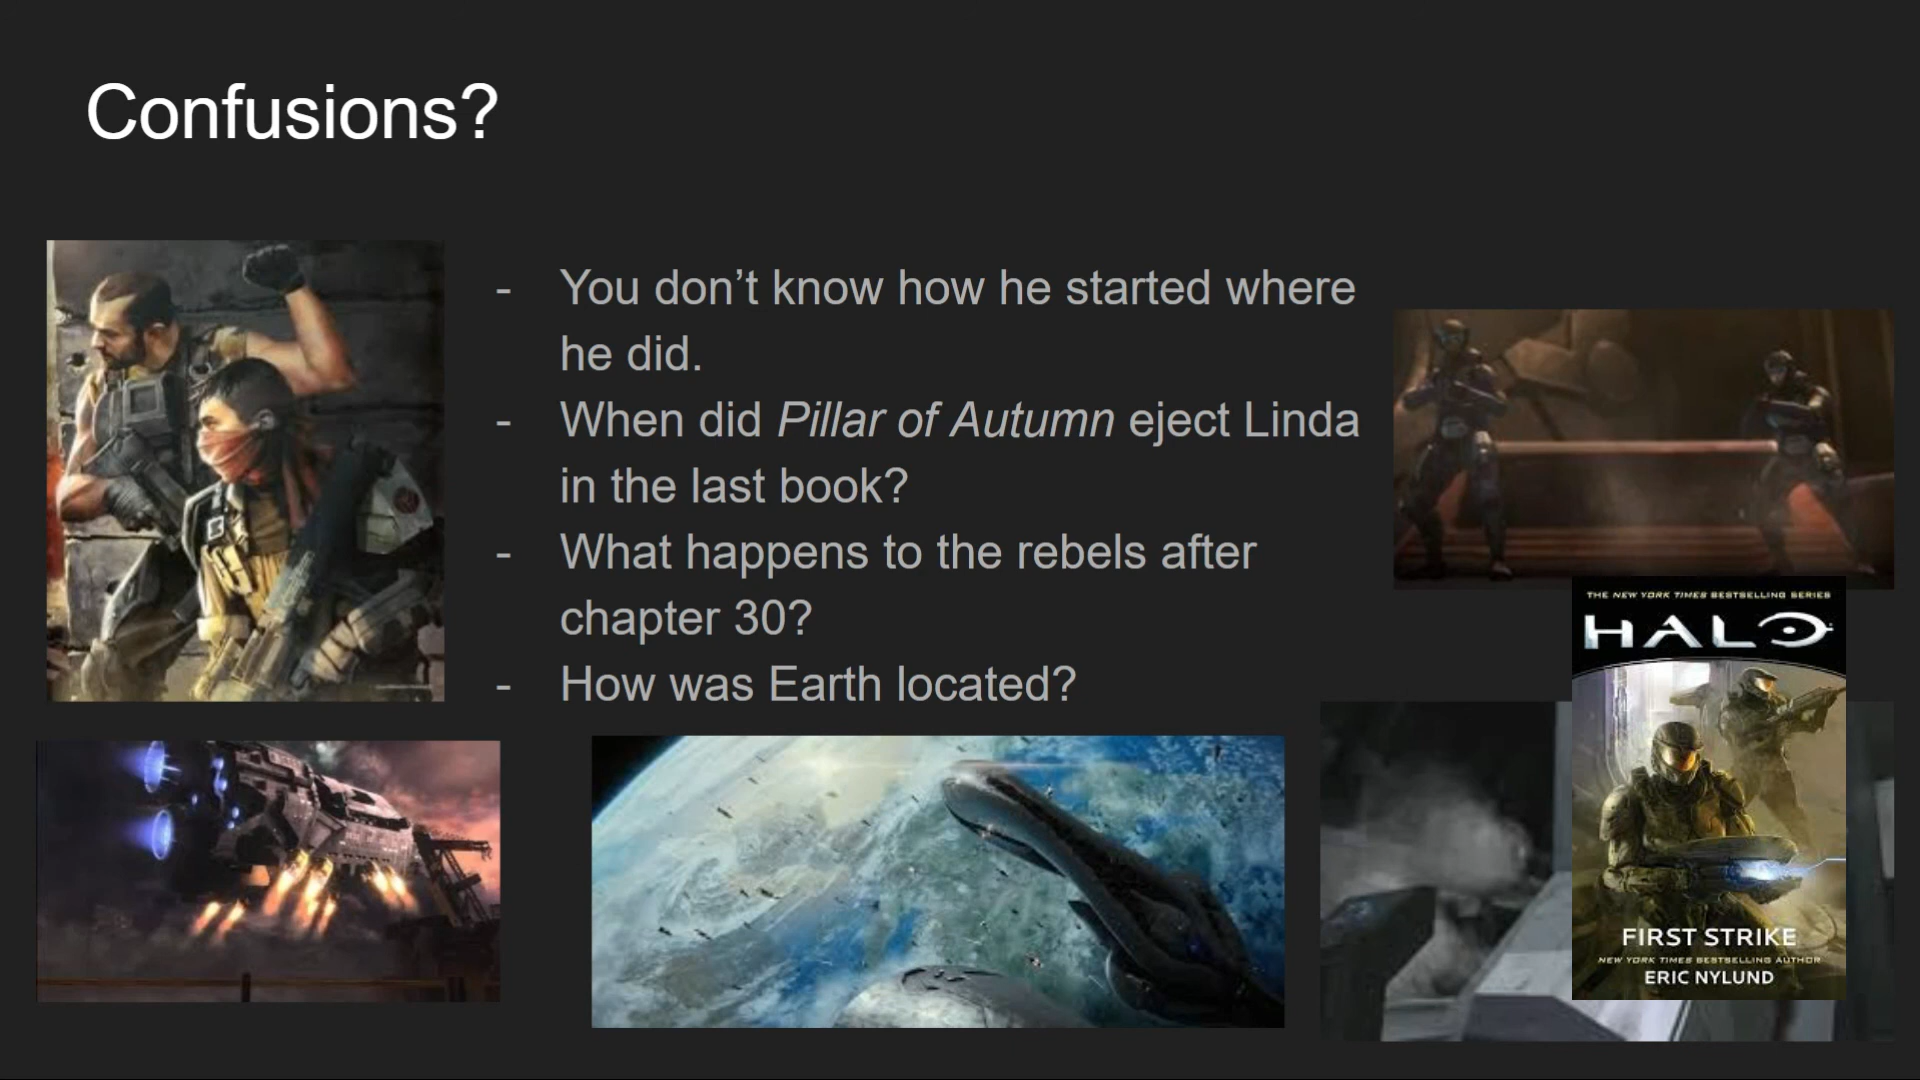 Confusions?
- You don’t know how he started where
he did.
- When did Pillar of Autumn eject Linda
in the last book?
- What happens to the rebels after
chapter 30?
- How was Earth located?
THE NEW YORK TIMES BESTSELLING SERIES
HALO
FIRST STRIKE
NEW YORK TIMES BESTSELLING AUTHOR
ERIC NYLUND